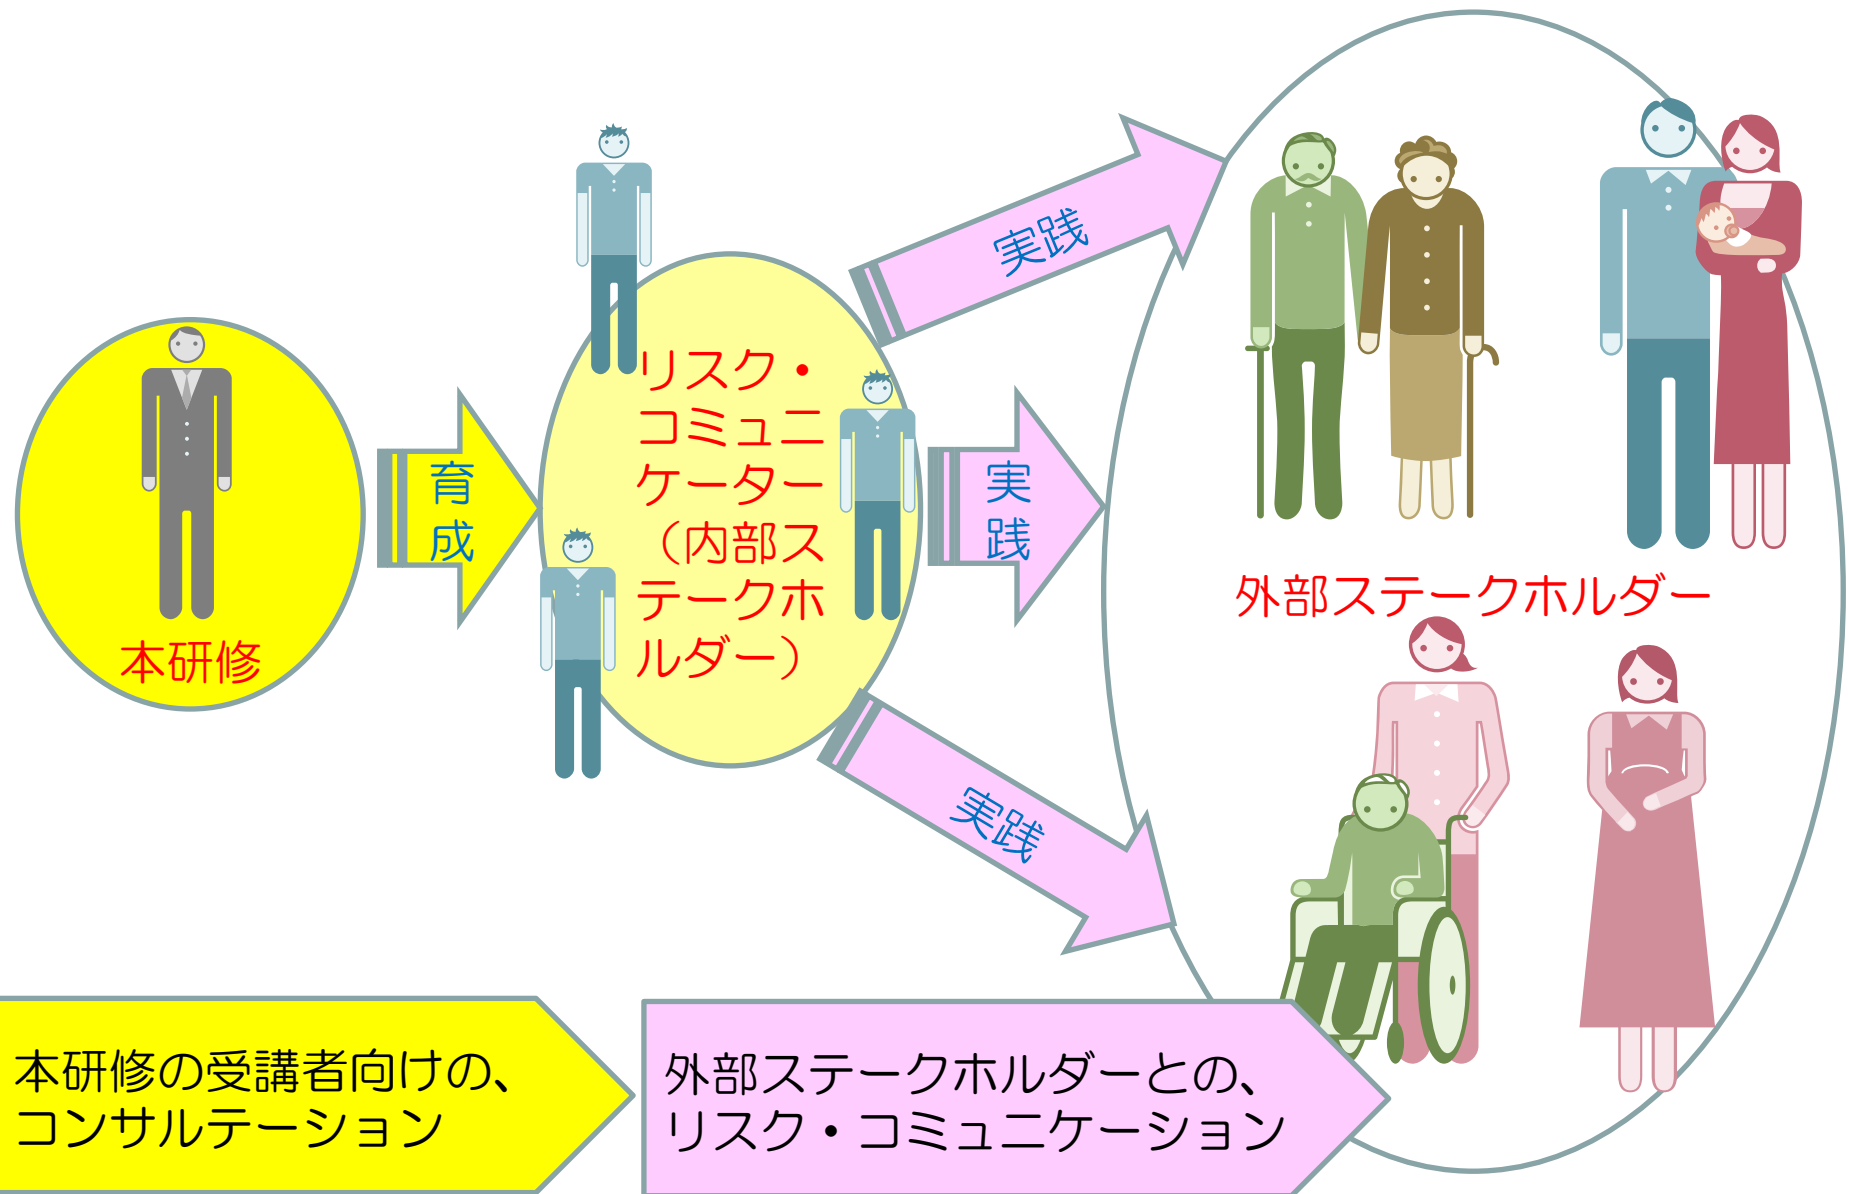 本研修
育
成
リスク・
コミュニ
ケーター
（内部ス
テークホ
ルダー）
実践
実
践
実践
外部ステークホルダー
本研修の受講者向けの、
コンサルテーション
外部ステークホルダーとの、
リスク・コミュニケーション